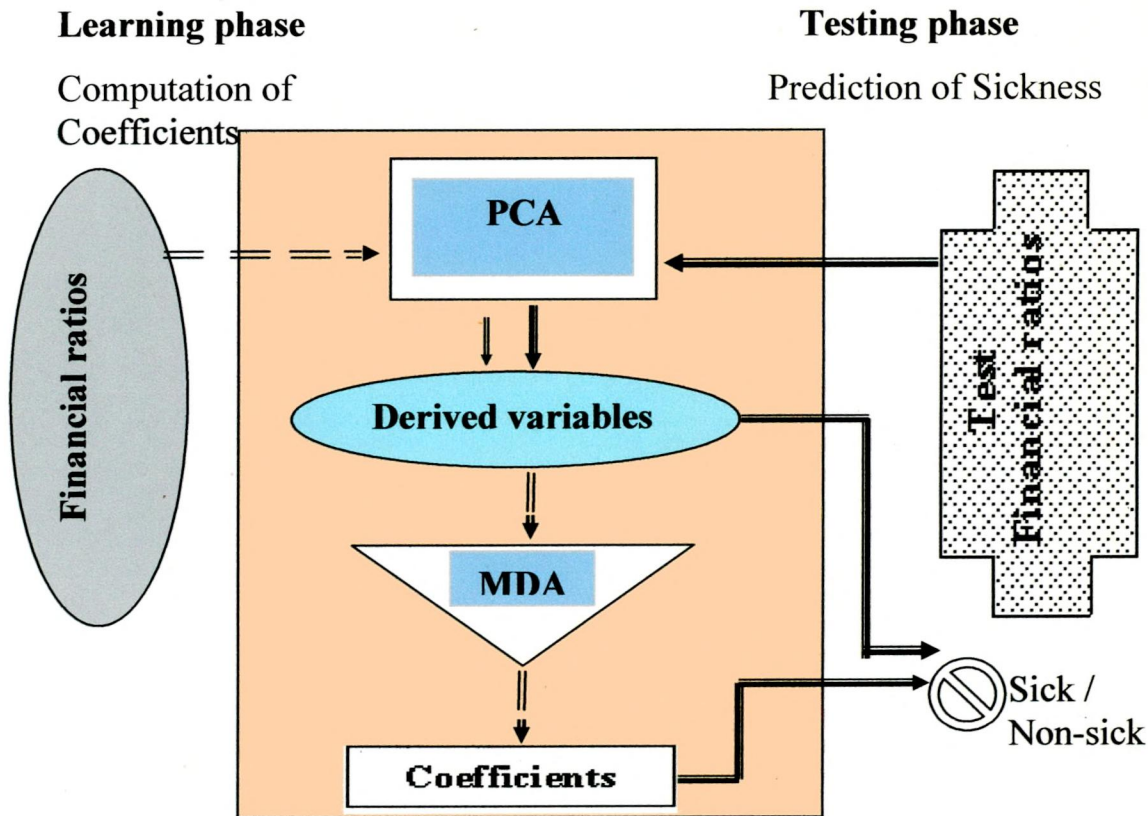 Learning phase
Testing phase
Computation of
Coefficients
Prediction of Sickness
PCA
Financial ratios
Test
Financial ratios
Derived variables
MDA
Sick /
Non-sick
Coefficients